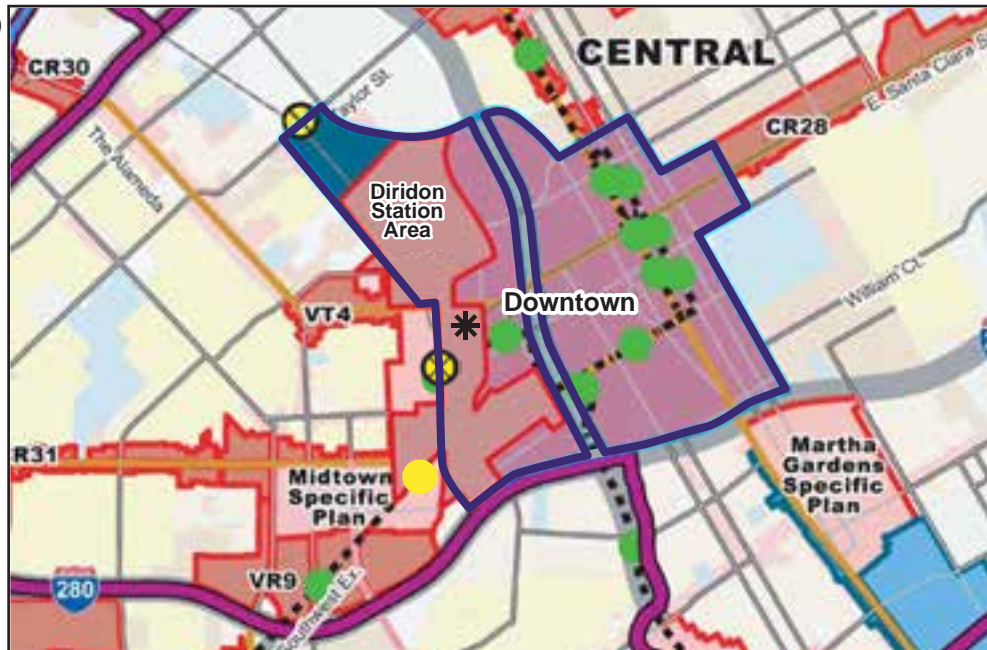 CENTRAL
CR30
Taylor St.
E. Santa Clara S
CR28
The Alameda
Diridon
Station
Area
William Ct.
Downtown
VT4
R31
Midtown
Specific
Plan
Martha
Gardens
Specific
Plan
VR9
280
Southwest Ex.